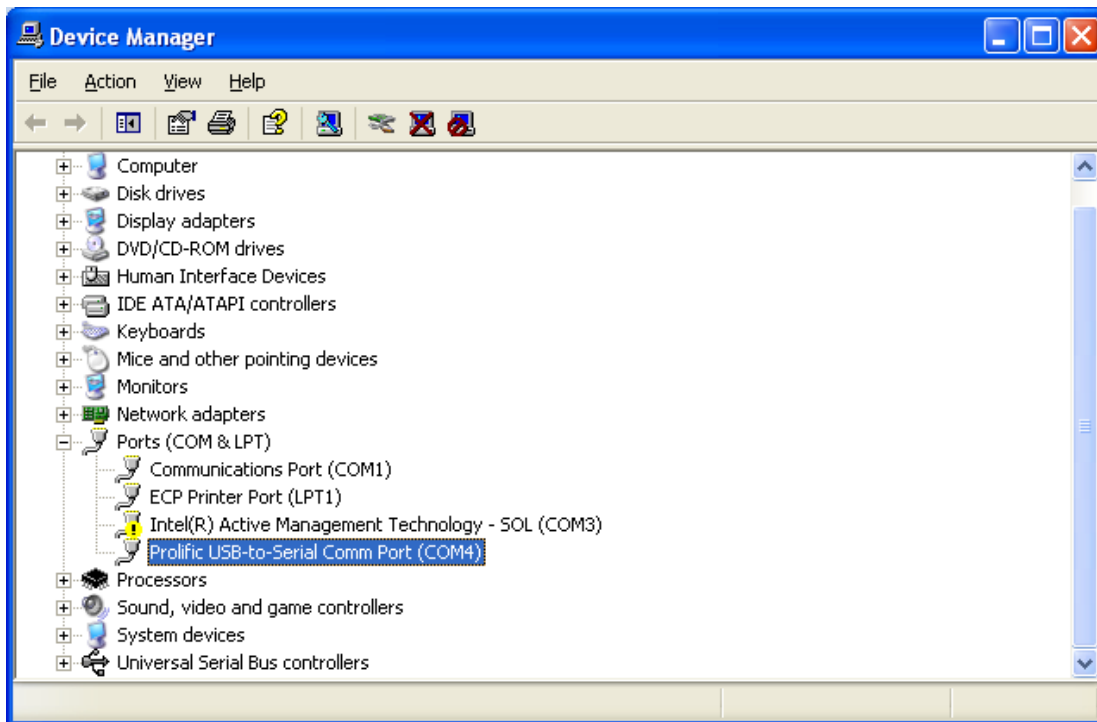 Device Manager
File Action View Help
Computer
Disk drives
Display adapters
DVD/CD-ROM drives
Human Interface Devices
IDE ATA/ATAPI controllers
Keyboards
Mice and other pointing devices
Monitors
Network adapters
Ports (COM & LPT)
Communications Port (COM1)
ECP Printer Port (LPT1)
Intel(R) Active Management Technology - SOL (COM3)
Prolific USB-to-Serial Comm Port (COM4)
Processors
Sound, video and game controllers
System devices
Universal Serial Bus controllers